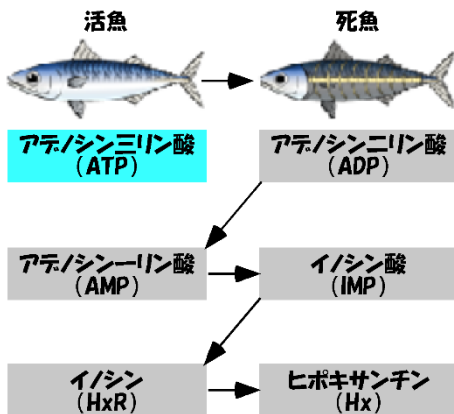 活魚
死魚
アデノシン三リン酸
(ATP)
アデノシンニリン酸
(ADP)
アデノシン一リン酸
(AMP)
イノシン酸
(IMP)
イノシン
(HxR)
ヒポキサンチン
(Hx)